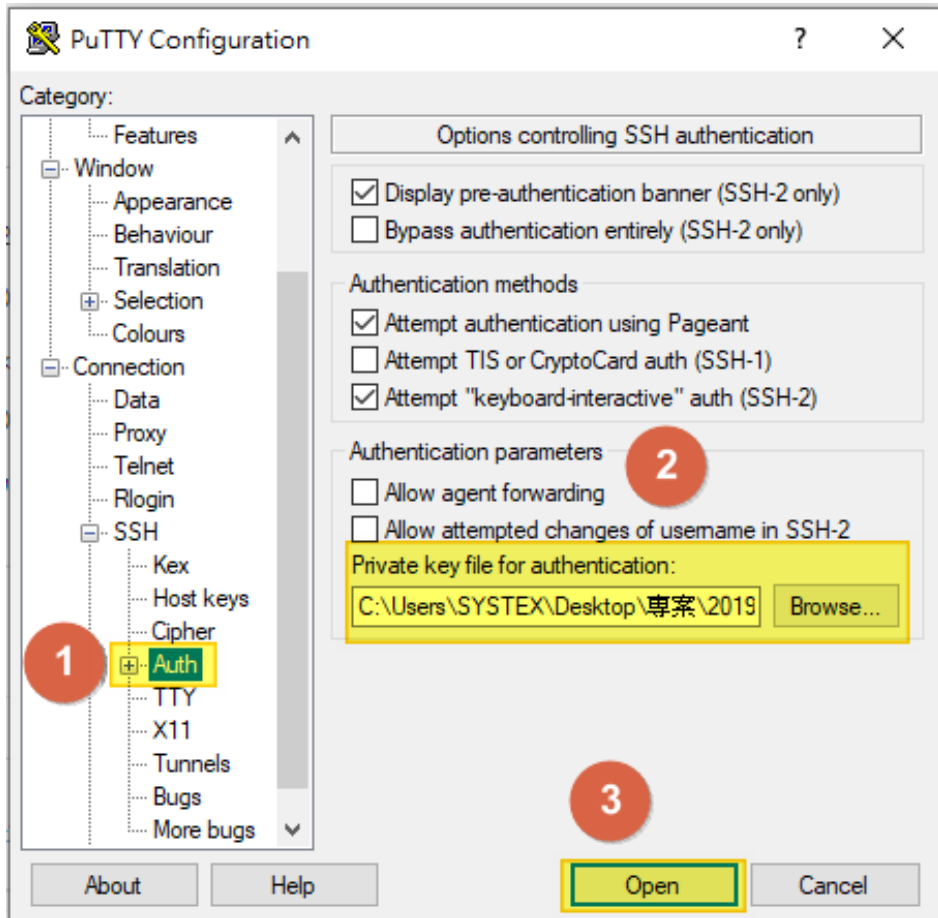 PuTTY Configuration
?
Category:
Features
Window
Appearance
Behaviour
Translation
Selection
Colours
Connection
Data
Proxy
Telnet
Rlogin
SSH
Kex
Host keys
Cipher
1
Auth
TTY
X11
Tunnels
Bugs
More bugs
Options controlling SSH authentication
Display pre-authentication banner (SSH-2 only)
Bypass authentication entirely (SSH-2 only)
Authentication methods
Attempt authentication using Pageant
Attempt TIS or CryptoCard auth (SSH-1)
Attempt "keyboard-interactive" auth (SSH-2)
Authentication parameters
2
Allow agent forwarding
Allow attempted changes of username in SSH-2
Private key file for authentication:
C:\Users\SYSTEX\Desktop\專案\2019 Browse...
3
About Help Open Cancel